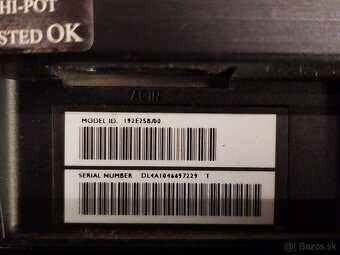 HI-POT
STED OK
AC IN
MODEL ID. 192E2SB/00
SERIAL NUMBER DL4A1046697229 T
Bazos.sk